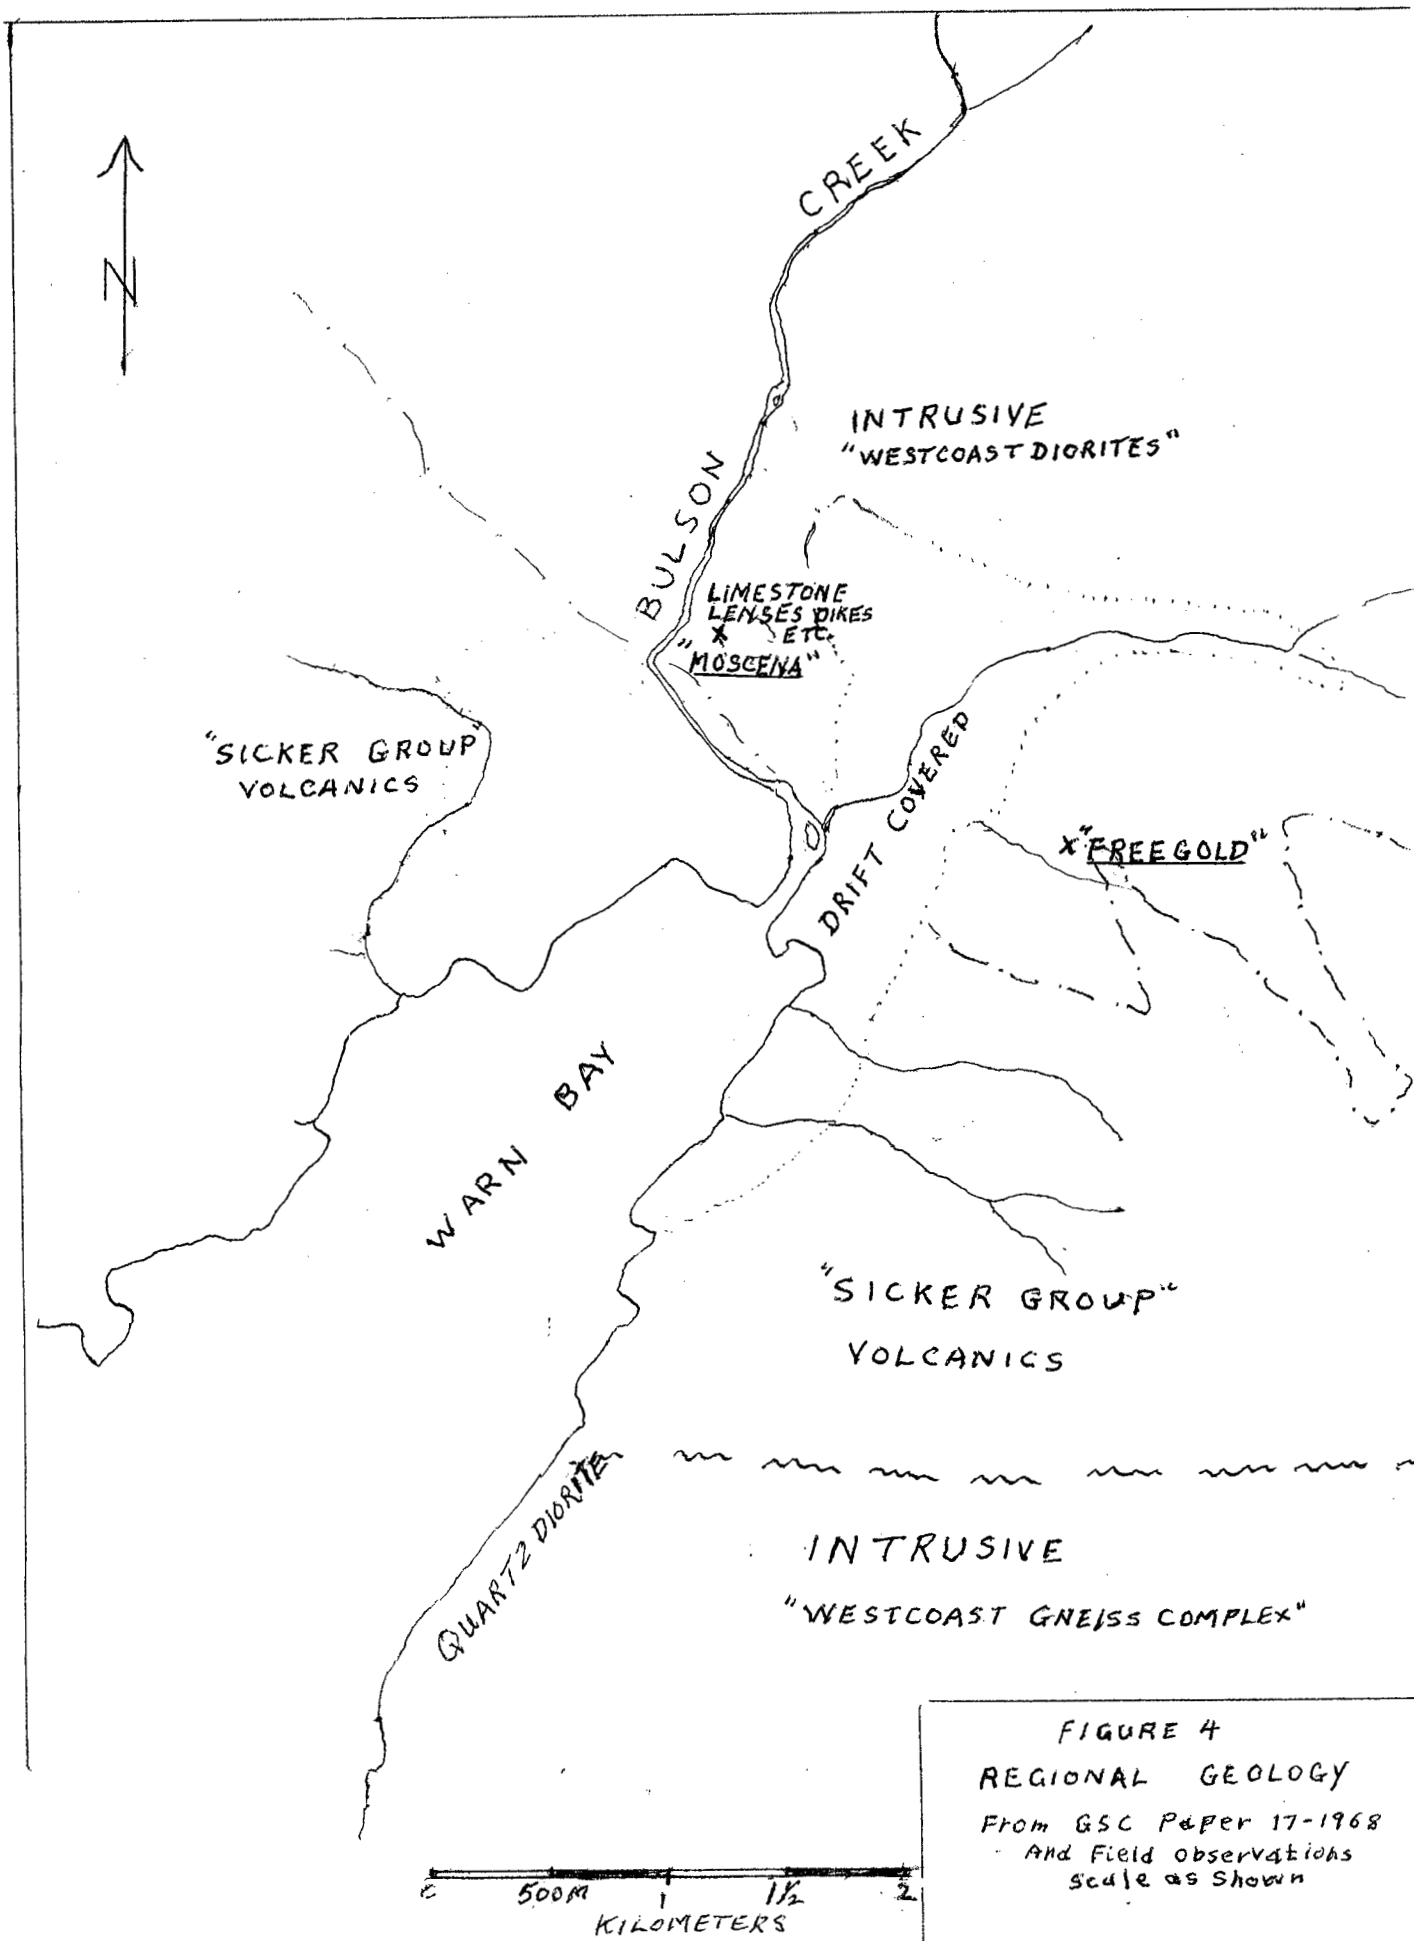 CREEK
N
INTRUSIVE
"WESTCOAST DIORITES"
BULSON
LIMESTONE
LENSES DIKES
X ETC.
"MOSCENA"
"SICKER GROUP"
VOLCANICS
DRIFT COVERED
X "FREEGOLD"
WARN BAY
"SICKER GROUP"
VOLCANICS
QUARTZ DIORITE
INTRUSIVE
"WESTCOAST GNEISS COMPLEX"
FIGURE 4
REGIONAL GEOLOGY
From GSC Paper 17-1968
And Field observations
scale as Shown
0 500M 1 1½ 2
KILOMETERS